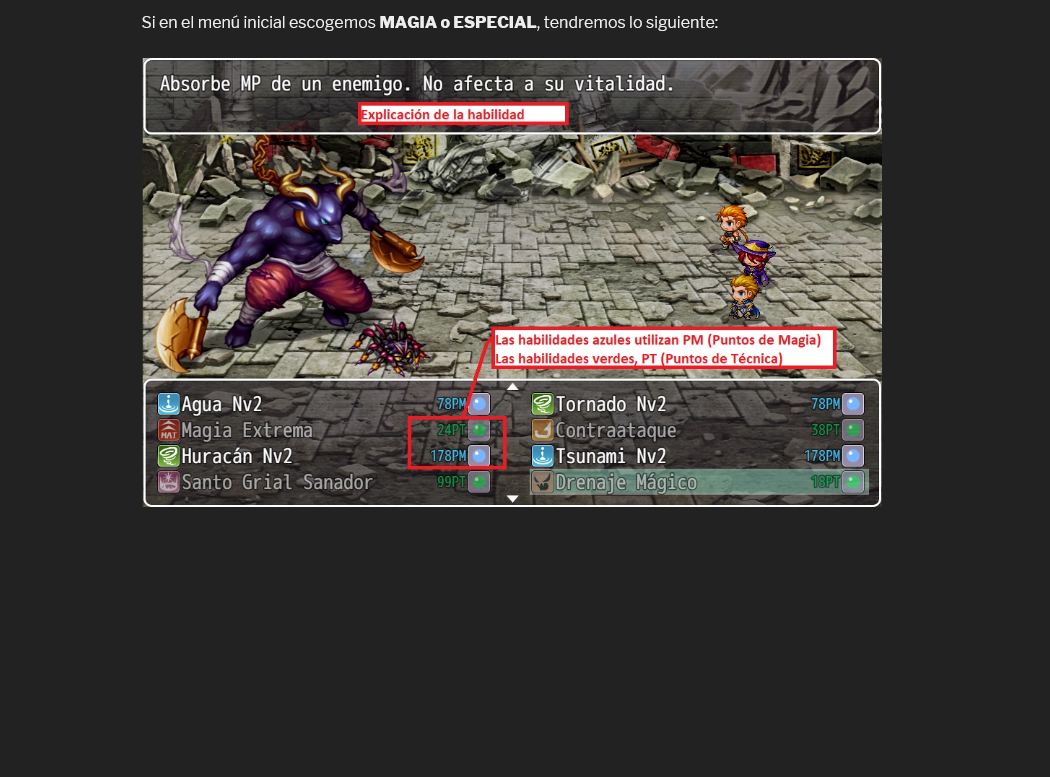 Si en el menú inicial escogemos MAGIA o ESPECIAL, tendremos lo siguiente:
Absorbe MP de un enemigo. No afecta a su vitalidad.
Explicación de la habilidad
Las habilidades azules utilizan PM (Puntos de Magia)
Las habilidades verdes, PT (Puntos de Técnica)
Agua Nv2 78PM Tornado Nv2 78PM
MAT Magia Extrema 24PT Contraataque 38PT
Huracán Nv2 178PM Tsunami Nv2 178PM
Santo Grial Sanador 99PT Drenaje Mágico 18PT